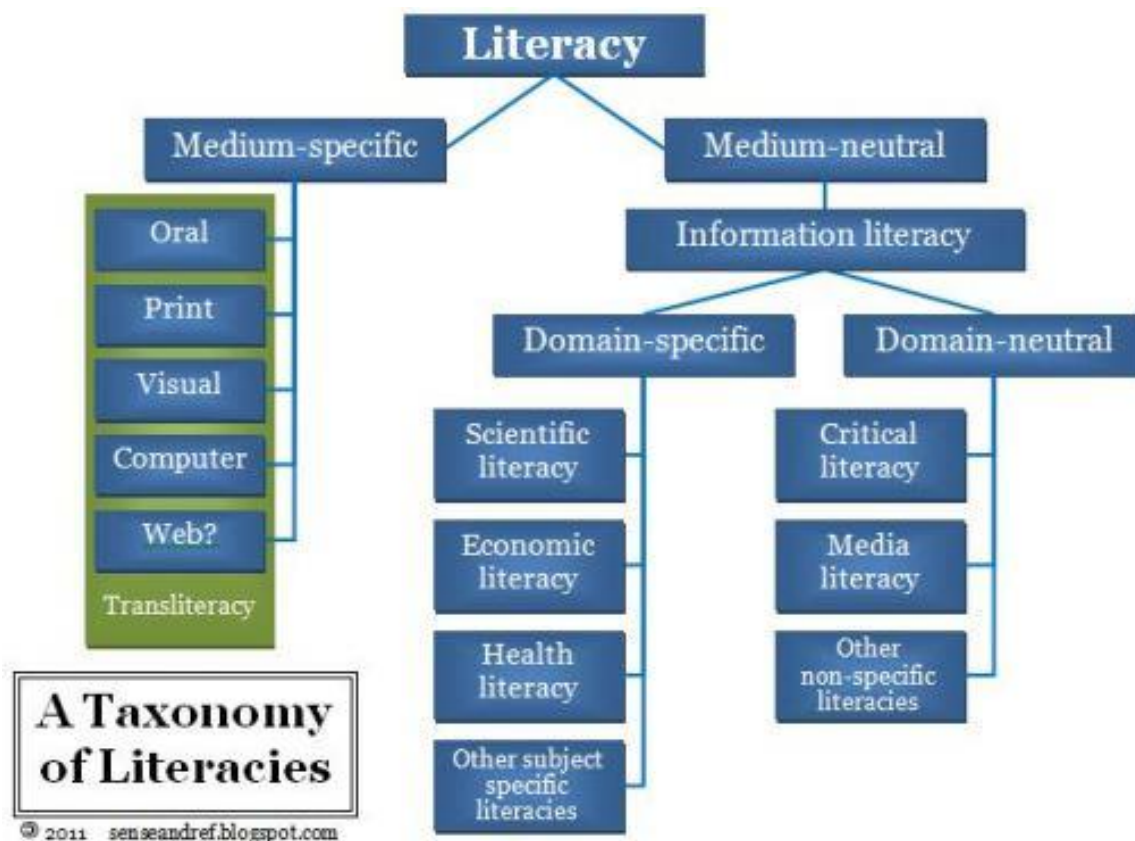 Literacy
Medium-specific
Medium-neutral
Oral
Print
Visual
Computer
Web?
Transliteracy
Information literacy
Domain-specific
Domain-neutral
Scientific
literacy
Economic
literacy
Health
literacy
Other subject
specific
literacies
Critical
literacy
Media
literacy
Other
non-specific
literacies
A Taxonomy
of Literacies
© 2011 senseandref.blogspot.com